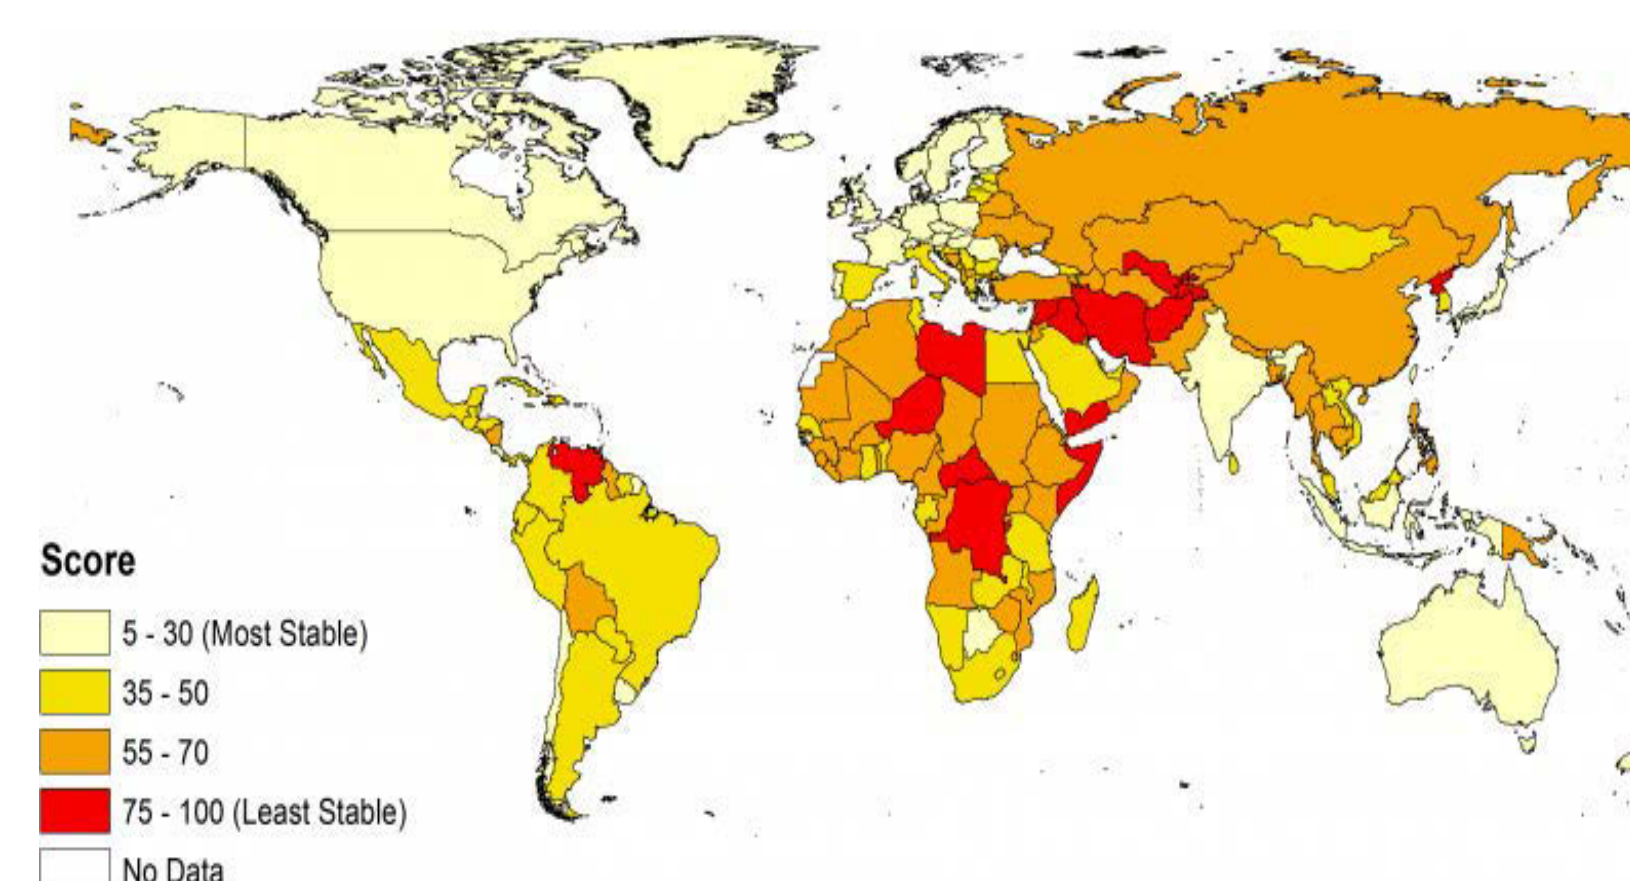 Score
5 - 30 (Most Stable)
35 - 50
55 - 70
75 - 100 (Least Stable)
No Data